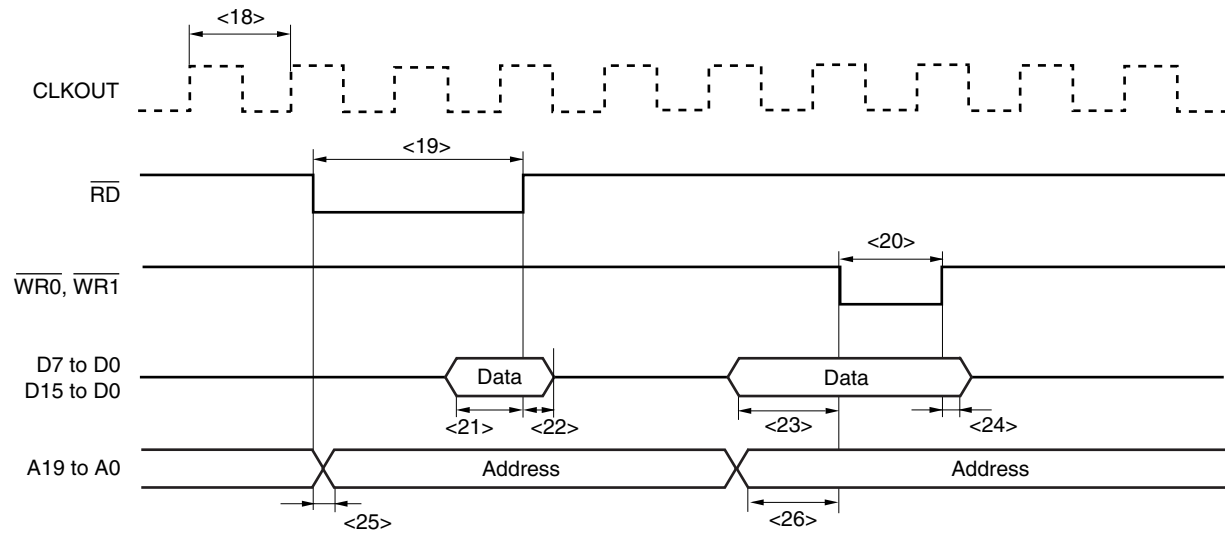 <18>
CLKOUT
<19>
RD
<20>
WR0, WR1
D7 to D0
D15 to D0
Data
Data
<21>
<22>
<23>
<24>
A19 to A0
Address
Address
<25>
<26>